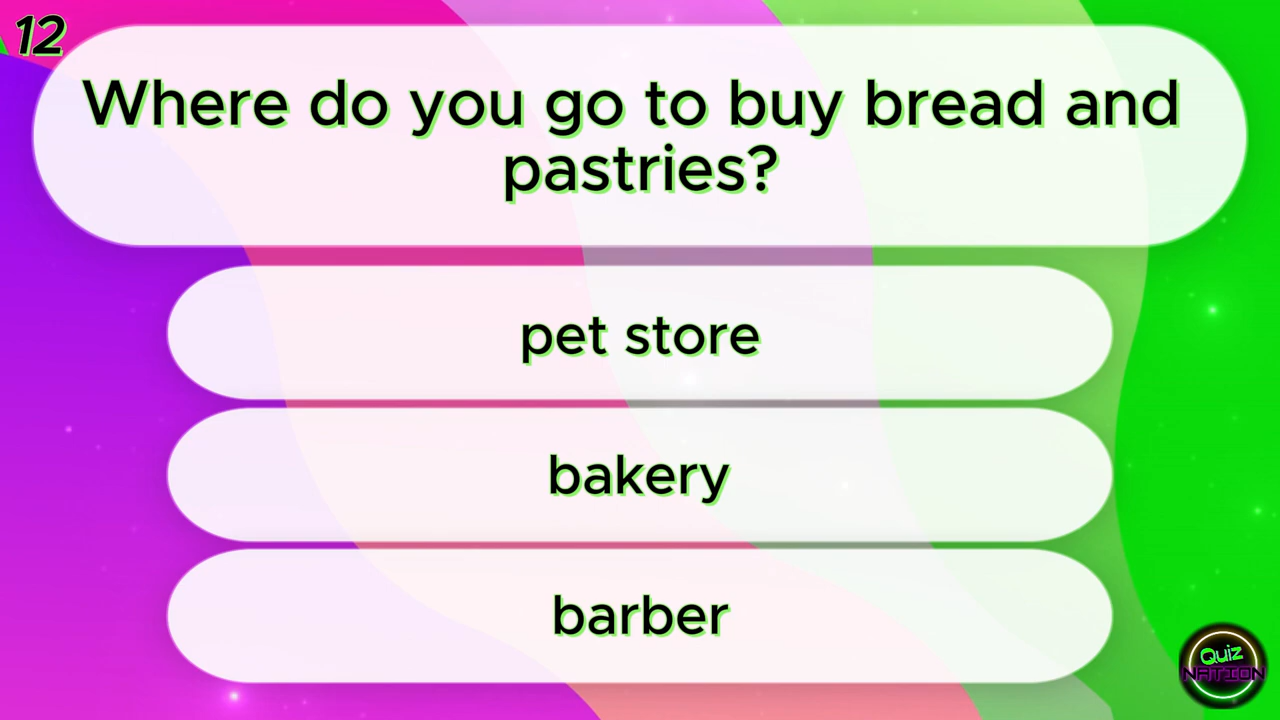 12
Where do you go to buy bread and
pastries?
pet store
bakery
barber
Quiz
NATION